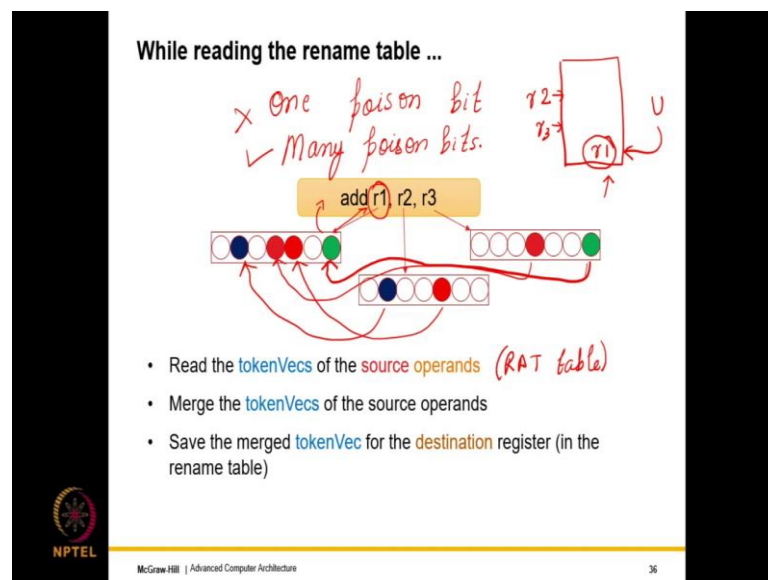 While reading the rename table ...
x One poison bit
✓ Many poison bits.
r2
r3
r1
U
add r1, r2, r3
• Read the tokenVecs of the source operands (RAT table)
• Merge the tokenVecs of the source operands
• Save the merged tokenVec for the destination register (in the
rename table)
NPTEL
McGraw-Hill | Advanced Computer Architecture
36